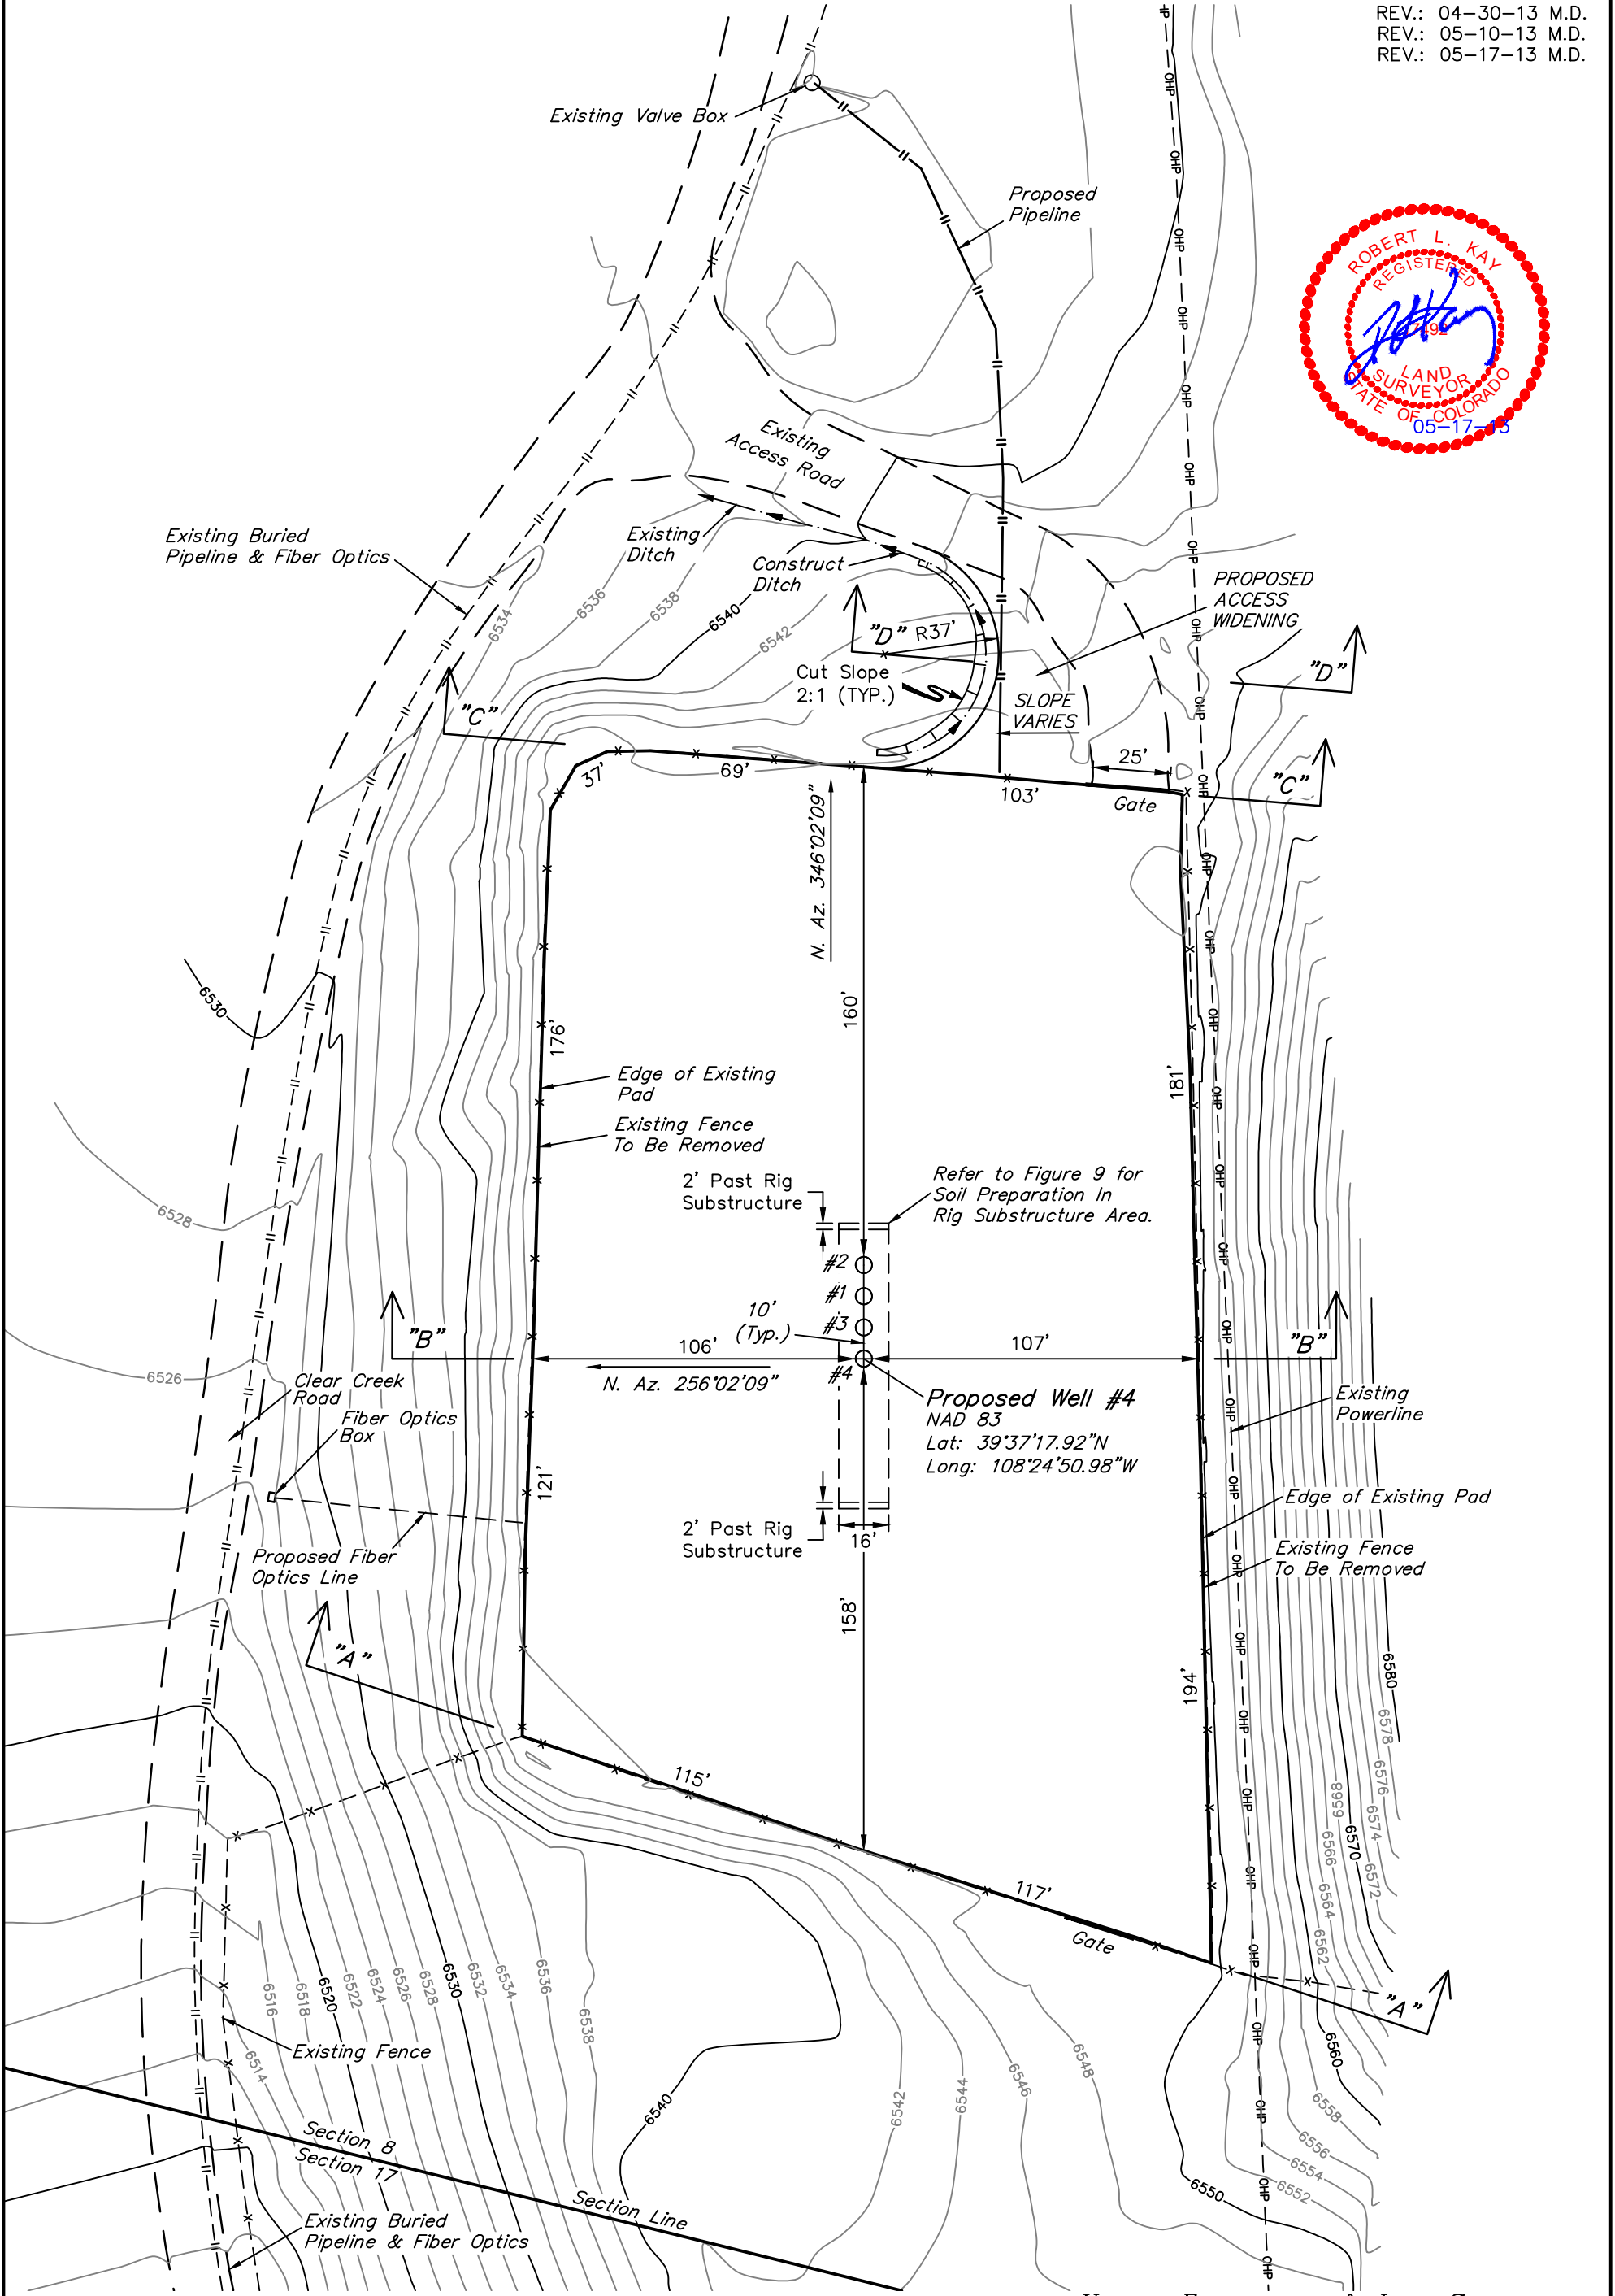 REV.: 04-30-13 M.D.
REV.: 05-10-13 M.D.
REV.: 05-17-13 M.D.
Existing Valve Box
Proposed
Pipeline
ROBERT L. KAY
REGISTERED
LAND
SURVEYOR
STATE OF COLORADO
05-17-13
Existing
Access Road
Existing Buried
Pipeline & Fiber Optics
Existing
Ditch
Construct
Ditch
PROPOSED
ACCESS
WIDENING
6534
6536
6538
6540
6542
"D"
R37'
"D"
Cut Slope
2:1 (TYP.)
SLOPE
VARIES
"C"
37'
69'
103'
25'
Gate
"C"
OHP
N. Az. 346°02'09"
160'
6530
176'
181'
Edge of Existing
Pad
Existing Fence
To Be Removed
2' Past Rig
Substructure
Refer to Figure 9 for
Soil Preparation In
Rig Substructure Area.
6528
#2
#1
#3
#4
10'
(Typ.)
"B"
106'
107'
"B"
N. Az. 256°02'09"
6526
Clear Creek
Road
Fiber Optics
Box
Proposed Well #4
NAD 83
Lat: 39°37'17.92"N
Long: 108°24'50.98"W
Existing
Powerline
121'
Edge of Existing Pad
2' Past Rig
Substructure
16'
Proposed Fiber
Optics Line
Existing Fence
To Be Removed
158'
"A"
194'
6580
6578
6576
6574
6572
6570
6568
6566
6564
6562
115'
117'
Gate
"A"
6560
6558
6556
6554
6552
6550
6514
6516
6518
6520
6522
6524
6526
6528
6530
6532
6534
6536
6538
6540
6542
6544
6546
6548
Existing Fence
Section 8
Section 17
Section Line
Existing Buried
Pipeline & Fiber Optics